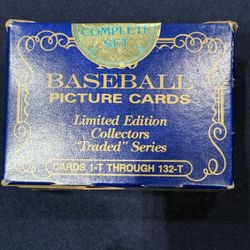 COMPLETE
SET
BASEBALL
PICTURE CARDS
Limited Edition
Collectors
"Traded" Series
CARDS 1-T THROUGH 132-T